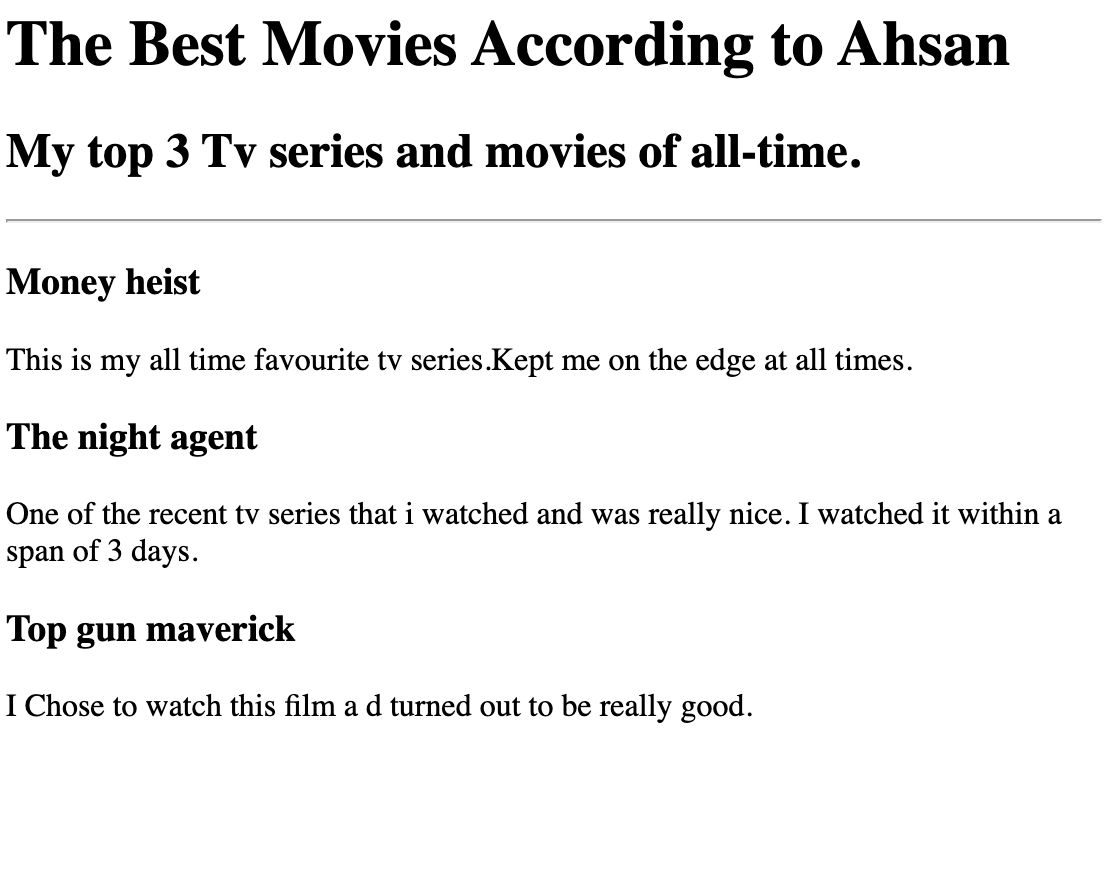 The Best Movies According to Ahsan
My top 3 Tv series and movies of all-time.
Money heist
This is my all time favourite tv series.Kept me on the edge at all times.
The night agent
One of the recent tv series that i watched and was really nice. I watched it within a
span of 3 days.
Top gun maverick
I Chose to watch this film a d turned out to be really good.